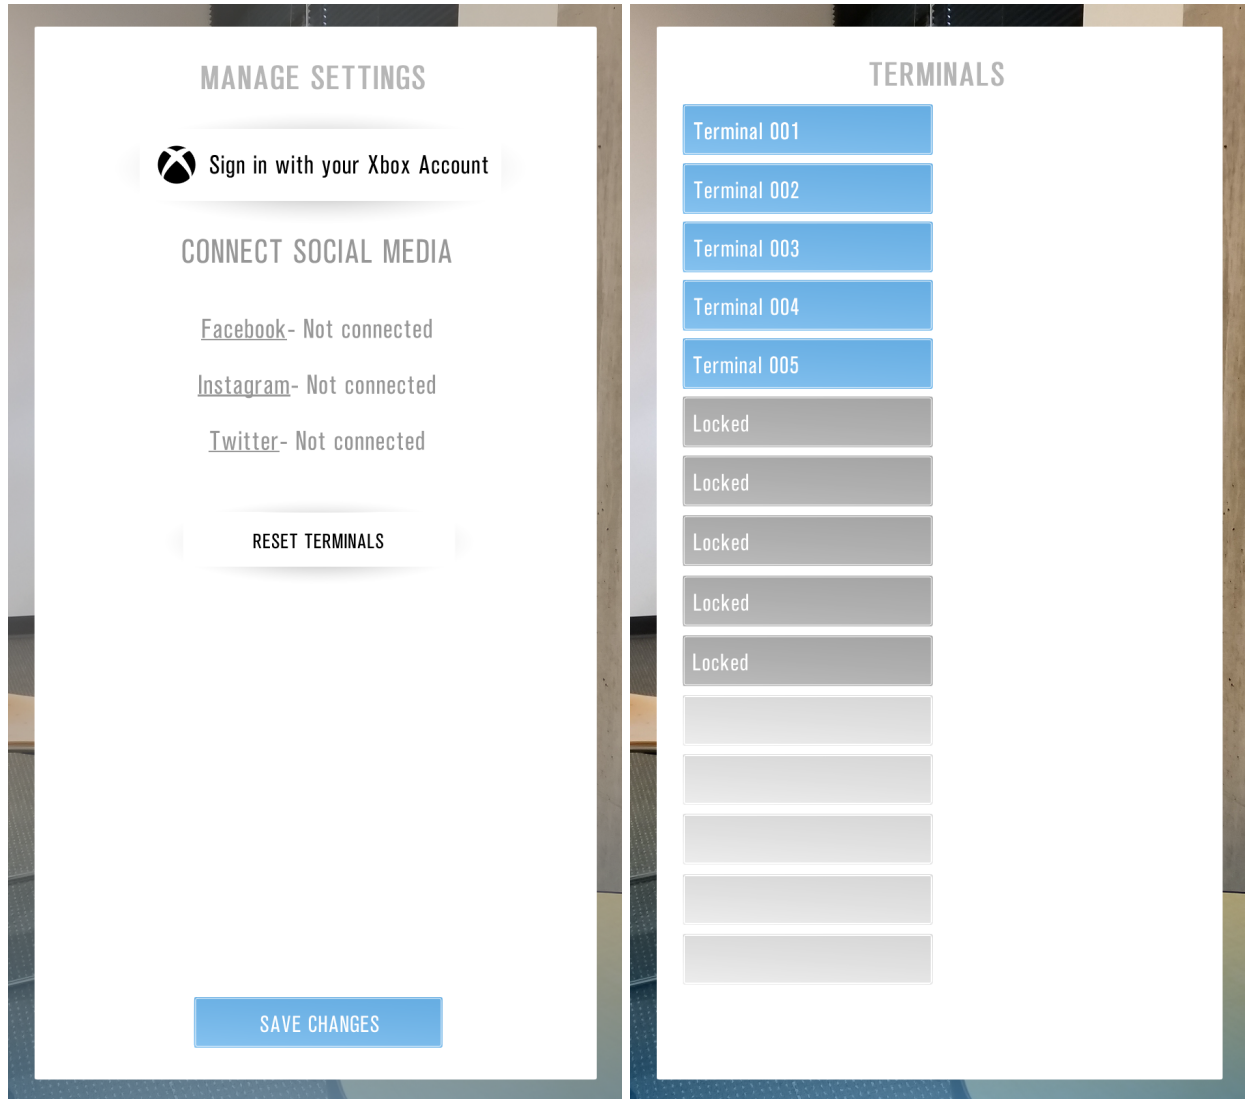 MANAGE SETTINGS
Sign in with your Xbox Account
CONNECT SOCIAL MEDIA
Facebook- Not connected
Instagram- Not connected
Twitter- Not connected
RESET TERMINALS
SAVE CHANGES
TERMINALS
Terminal 001
Terminal 002
Terminal 003
Terminal 004
Terminal 005
Locked
Locked
Locked
Locked
Locked